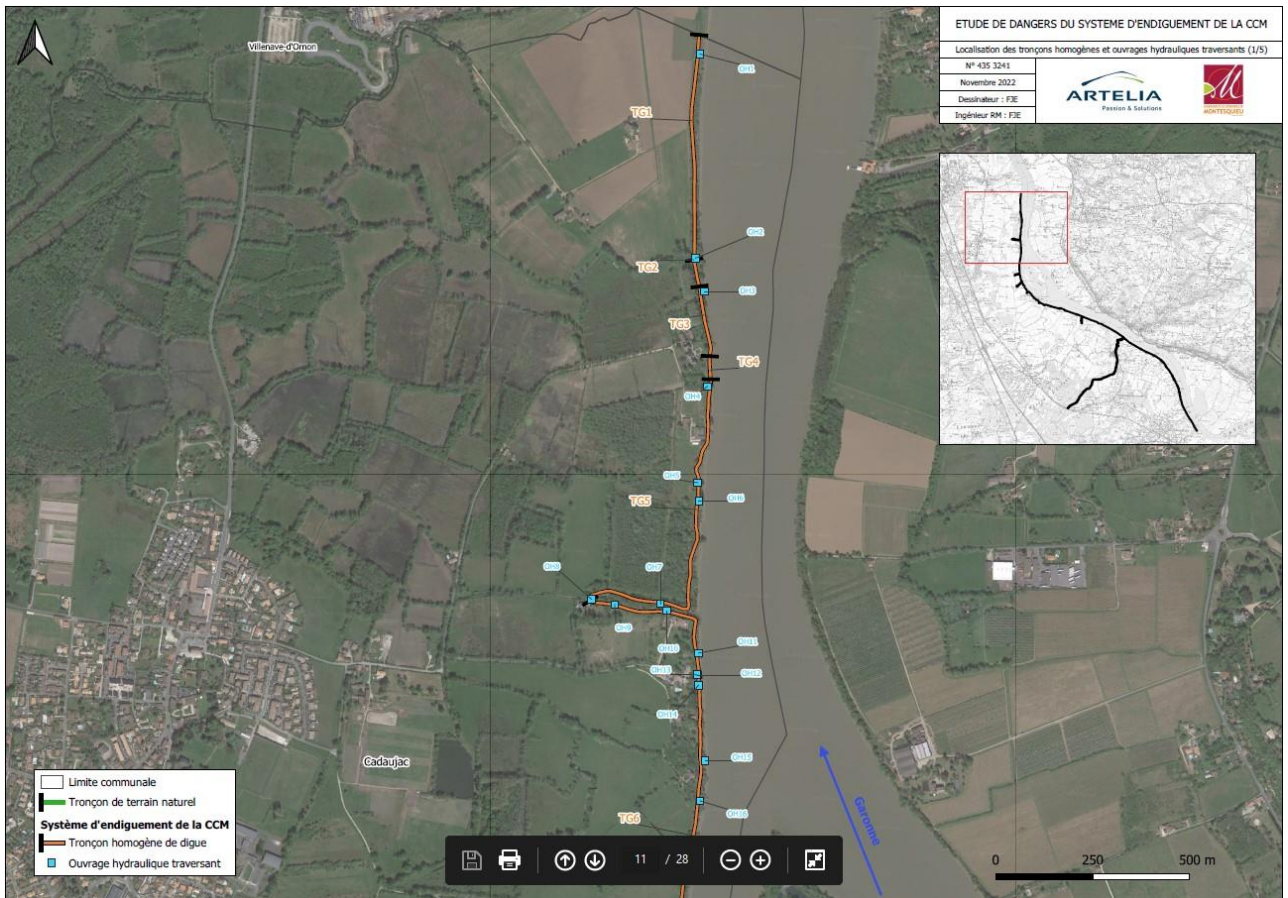 ETUDE DE DANGERS DU SYSTEME D'ENDIGUEMENT DE LA CCM
Localisation des tronçons homogènes et ouvrages hydrauliques traversants (1/5)
N° 435 3241
Novembre 2022
Dessinateur : FJE
Ingénieur RM : FJE
ARTELIA
Passion & Solutions
MONTESQUIEU
Villenave-d'Ornon
OH1
TG1
OH2
TG2
OH3
TG3
TG4
OH4
OH5
TG5
OH6
OH8
OH7
OH9
OH10
OH11
OH13
OH12
OH14
Cadaujac
OH15
OH16
TG6
Garonne
Limite communale
Tronçon de terrain naturel
Système d'endiguement de la CCM
Tronçon homogène de digue
Ouvrage hydraulique traversant
11 / 28
0 250 500 m